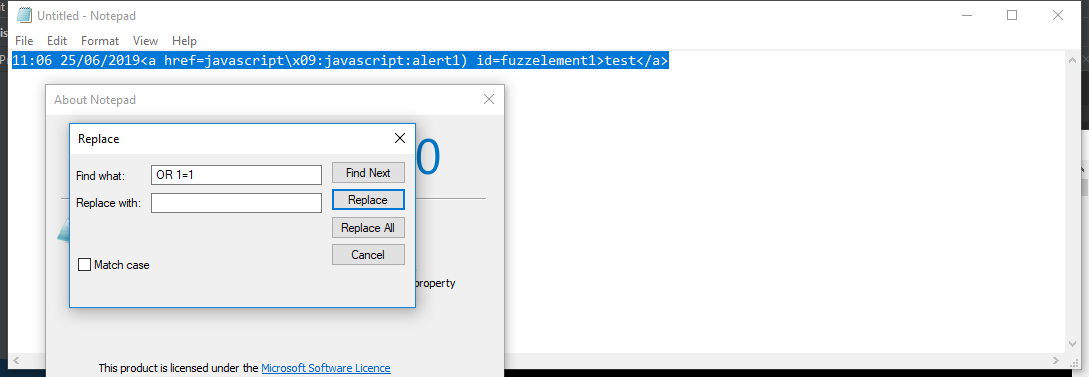 Untitled - Notepad
File Edit Format View Help
11:06 25/06/2019<a href=javascript\x09:javascript:alert1) id=fuzzelement1>test</a>
About Notepad
0
Replace
Find what: OR 1=1 Find Next
Replace with: Replace
Replace All
Cancel
Match case
property
This product is licensed under the Microsoft Software Licence